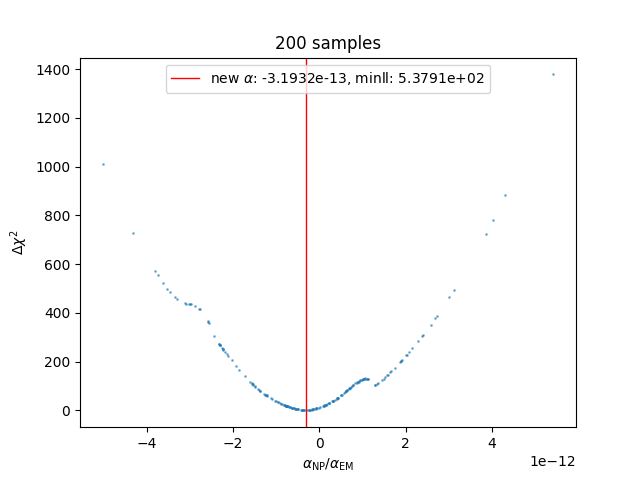 200 samples
new α: -3.1932e-13, minll: 5.3791e+02
1400
1200
1000
800
600
400
200
0
Δχ²
−4 −2 0 2 4
1e−12
α_NP/α_EM